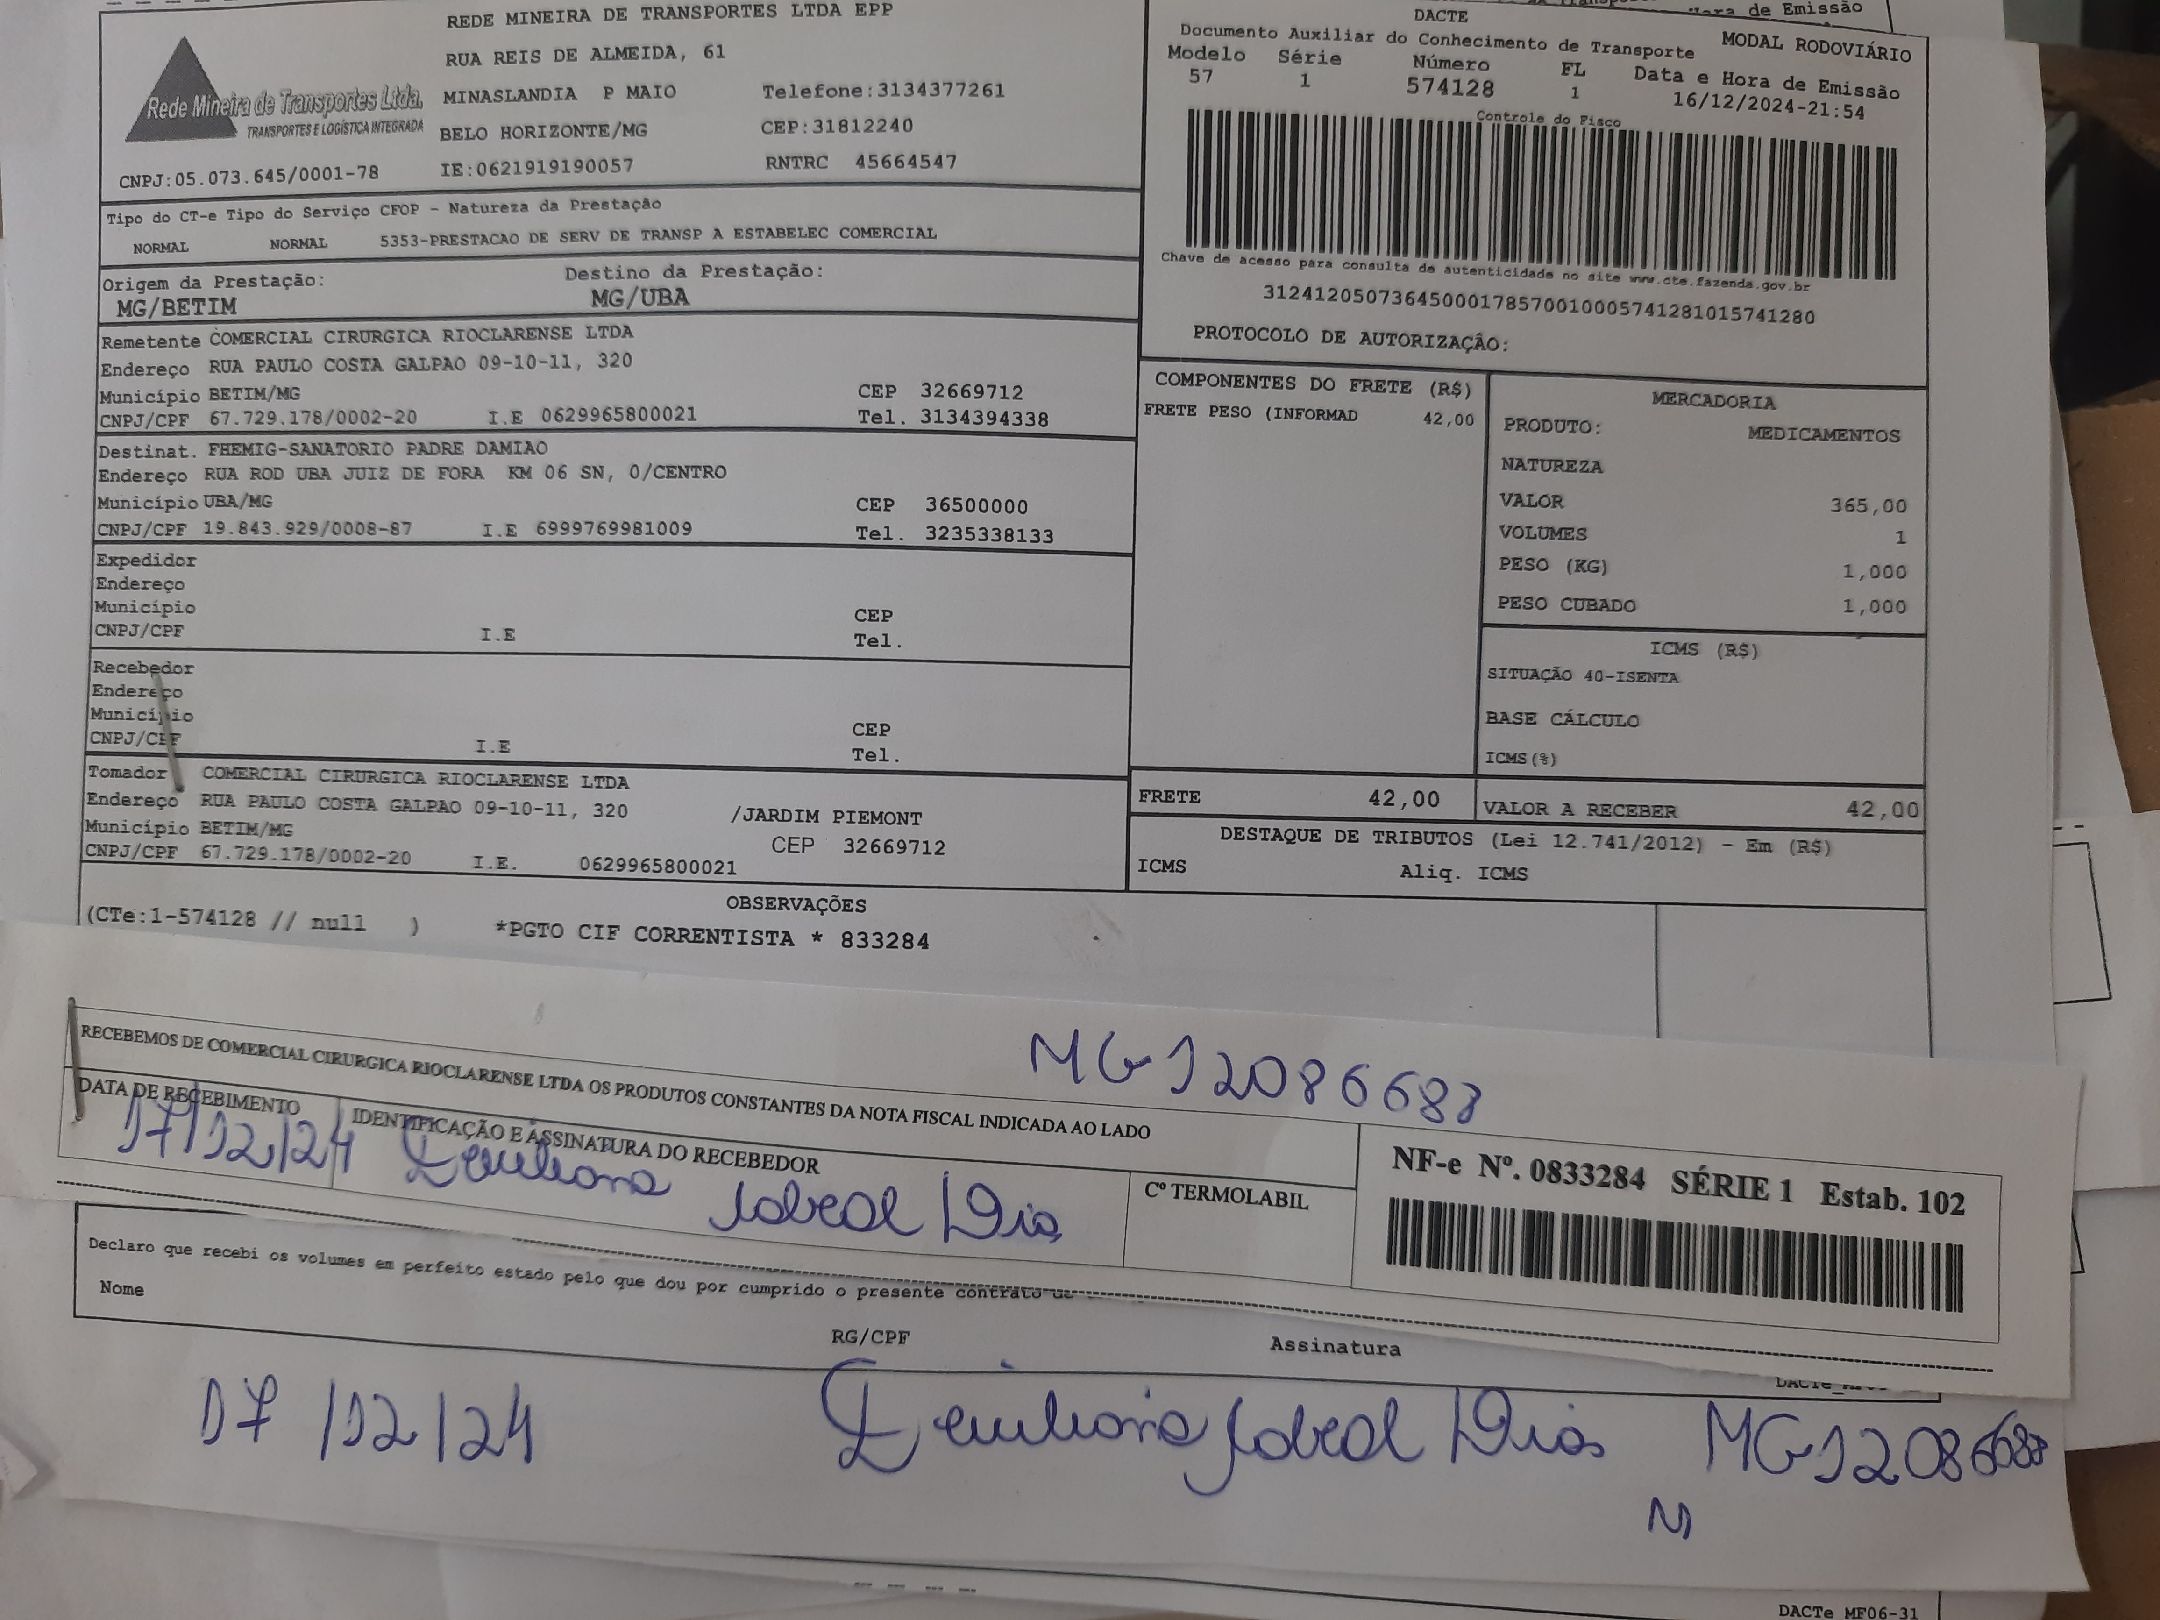 REDE MINEIRA DE TRANSPORTES LTDA EPP
RUA REIS DE ALMEIDA, 61
MINASLANDIA P MAIO Telefone:3134377261
BELO HORIZONTE/MG CEP:31812240
CNPJ:05.073.645/0001-78 IE:0621919190057 RNTRC 45664547
Rede Mineira de Transportes Ltda.
TRANSPORTES E LOGÍSTICA INTEGRADA
ora de Emissão
DACTE
Documento Auxiliar do Conhecimento de Transporte MODAL RODOVIÁRIO
Modelo Série Número FL Data e Hora de Emissão
57 1 574128 1 16/12/2024-21:54
Controle do Fisco
Chave de acesso para consulta de autenticidade no site www.cte.fazenda.gov.br
31241205073645000178570010005741281015741280
PROTOCOLO DE AUTORIZAÇÂO:
Tipo do CT-e Tipo do Serviço CFOP - Natureza da Prestação
NORMAL NORMAL 5353-PRESTACAO DE SERV DE TRANSP A ESTABELEC COMERCIAL
Origem da Prestação: Destino da Prestação:
MG/BETIM MG/UBA
Remetente COMERCIAL CIRURGICA RIOCLARENSE LTDA
Endereço RUA PAULO COSTA GALPAO 09-10-11, 320
Município BETIM/MG CEP 32669712
CNPJ/CPF 67.729.178/0002-20 I.E 0629965800021 Tel. 3134394338
Destinat. FHEMIG-SANATORIO PADRE DAMIAO
Endereço RUA ROD UBA JUIZ DE FORA KM 06 SN, 0/CENTRO
Município UBA/MG CEP 36500000
CNPJ/CPF 19.843.929/0008-87 I.E 6999769981009 Tel. 3235338133
Expedidor
Endereço
Município CEP
CNPJ/CPF I.E Tel.
Recebedor
Endereço
Município CEP
CNPJ/CPF I.E Tel.
Tomador COMERCIAL CIRURGICA RIOCLARENSE LTDA
Endereço RUA PAULO COSTA GALPAO 09-10-11, 320 /JARDIM PIEMONT
Município BETIM/MG CEP 32669712
CNPJ/CPF 67.729.178/0002-20 I.E. 0629965800021
COMPONENTES DO FRETE (R$)
FRETE PESO (INFORMAD 42,00
MERCADORIA
PRODUTO: MEDICAMENTOS
NATUREZA
VALOR 365,00
VOLUMES 1
PESO (KG) 1,000
PESO CUBADO 1,000
ICMS (R$)
SITUAÇÃO 40-ISENTA
BASE CÁLCULO
ICMS(%)
FRETE 42,00 VALOR A RECEBER 42,00
DESTAQUE DE TRIBUTOS (Lei 12.741/2012) - Em (R$)
ICMS Aliq. ICMS
OBSERVAÇÕES
(CTe:1-574128 // null ) *PGTO CIF CORRENTISTA * 833284
MG12086688
RECEBEMOS DE COMERCIAL CIRURGICA RIOCLARENSE LTDA OS PRODUTOS CONSTANTES DA NOTA FISCAL INDICADA AO LADO
DATA DE RECEBIMENTO IDENTIFICAÇÃO E ASSINATURA DO RECEBEDOR
17/12/24
Cº TERMOLABIL
NF-e Nº. 0833284 SÉRIE 1 Estab. 102
Declaro que recebi os volumes em perfeito estado pelo que dou por cumprido o presente contrato de
Nome RG/CPF Assinatura
17/12/24 MG12086688
DACTe MF06-31